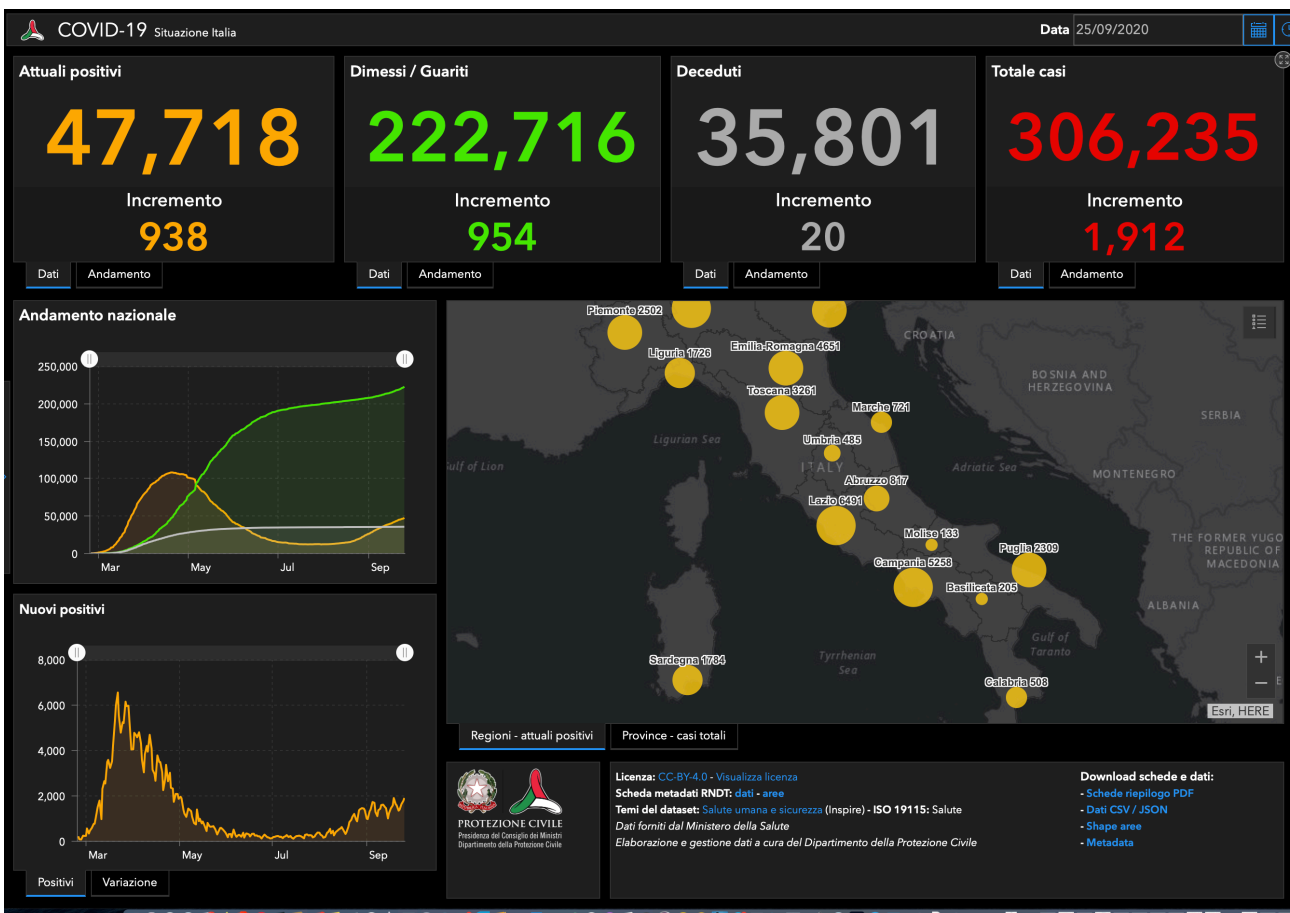 COVID-19 Situazione Italia
Data 25/09/2020
Attuali positivi
47,718
Incremento
938
Dati Andamento
Dimessi / Guariti
222,716
Incremento
954
Dati Andamento
Deceduti
35,801
Incremento
20
Dati Andamento
Totale casi
306,235
Incremento
1,912
Dati Andamento
Andamento nazionale
250,000
200,000
150,000
100,000
50,000
0
Mar May Jul Sep
Nuovi positivi
8,000
6,000
4,000
2,000
0
Mar May Jul Sep
Positivi Variazione
Piemonte 2502
CROATIA
Liguria 1726
Emilia-Romagna 4651
BOSNIA AND
HERZEGOVINA
Toscana 3261
Marche 721
SERBIA
Ligurian Sea
Umbria 485
ulf of Lion
ITALY
Adriatic Sea
MONTENEGRO
Abruzzo 817
Lazio 6491
Molise 133
THE FORMER YUGO
REPUBLIC OF
MACEDONIA
Puglia 2309
Campania 5258
Basilicata 205
ALBANIA
Gulf of
Taranto
Tyrrhenian
Sea
Sardegna 1784
Calabria 508
+
−
E
Esri, HERE
Regioni - attuali positivi Province - casi totali
PROTEZIONE CIVILE
Presidenza del Consiglio dei Ministri
Dipartimento della Protezione Civile
Licenza: CC-BY-4.0 - Visualizza licenza
Scheda metadati RNDT: dati - aree
Temi del dataset: Salute umana e sicurezza (Inspire) - ISO 19115: Salute
Dati forniti dal Ministero della Salute
Elaborazione e gestione dati a cura del Dipartimento della Protezione Civile
Download schede e dati:
- Schede riepilogo PDF
- Dati CSV / JSON
- Shape aree
- Metadata